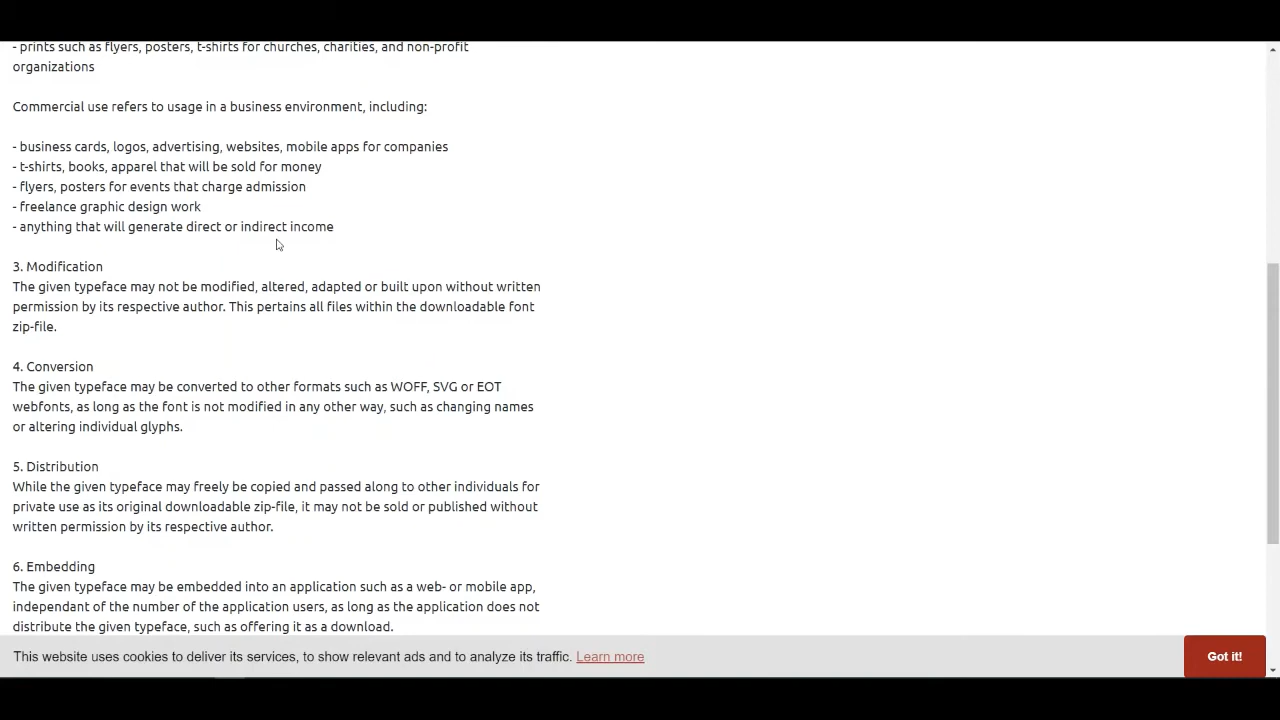 - prints such as flyers, posters, t-shirts for churches, charities, and non-profit
organizations
Commercial use refers to usage in a business environment, including:
- business cards, logos, advertising, websites, mobile apps for companies
- t-shirts, books, apparel that will be sold for money
- flyers, posters for events that charge admission
- freelance graphic design work
- anything that will generate direct or indirect income
3. Modification
The given typeface may not be modified, altered, adapted or built upon without written
permission by its respective author. This pertains all files within the downloadable font
zip-file.
4. Conversion
The given typeface may be converted to other formats such as WOFF, SVG or EOT
webfonts, as long as the font is not modified in any other way, such as changing names
or altering individual glyphs.
5. Distribution
While the given typeface may freely be copied and passed along to other individuals for
private use as its original downloadable zip-file, it may not be sold or published without
written permission by its respective author.
6. Embedding
The given typeface may be embedded into an application such as a web- or mobile app,
independant of the number of the application users, as long as the application does not
distribute the given typeface, such as offering it as a download.
This website uses cookies to deliver its services, to show relevant ads and to analyze its traffic. Learn more
Got it!